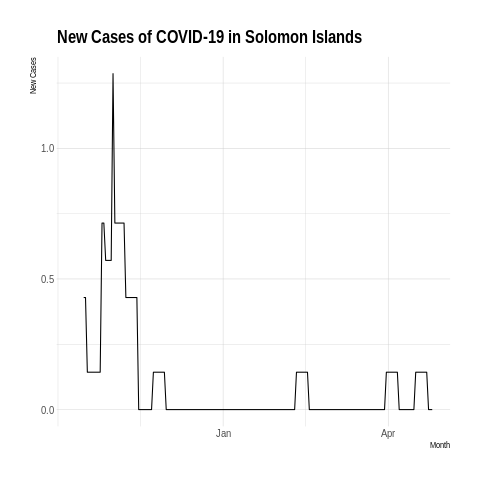 New Cases of COVID-19 in Solomon Islands
New Cases
1.0
0.5
0.0
Jan Apr
Month